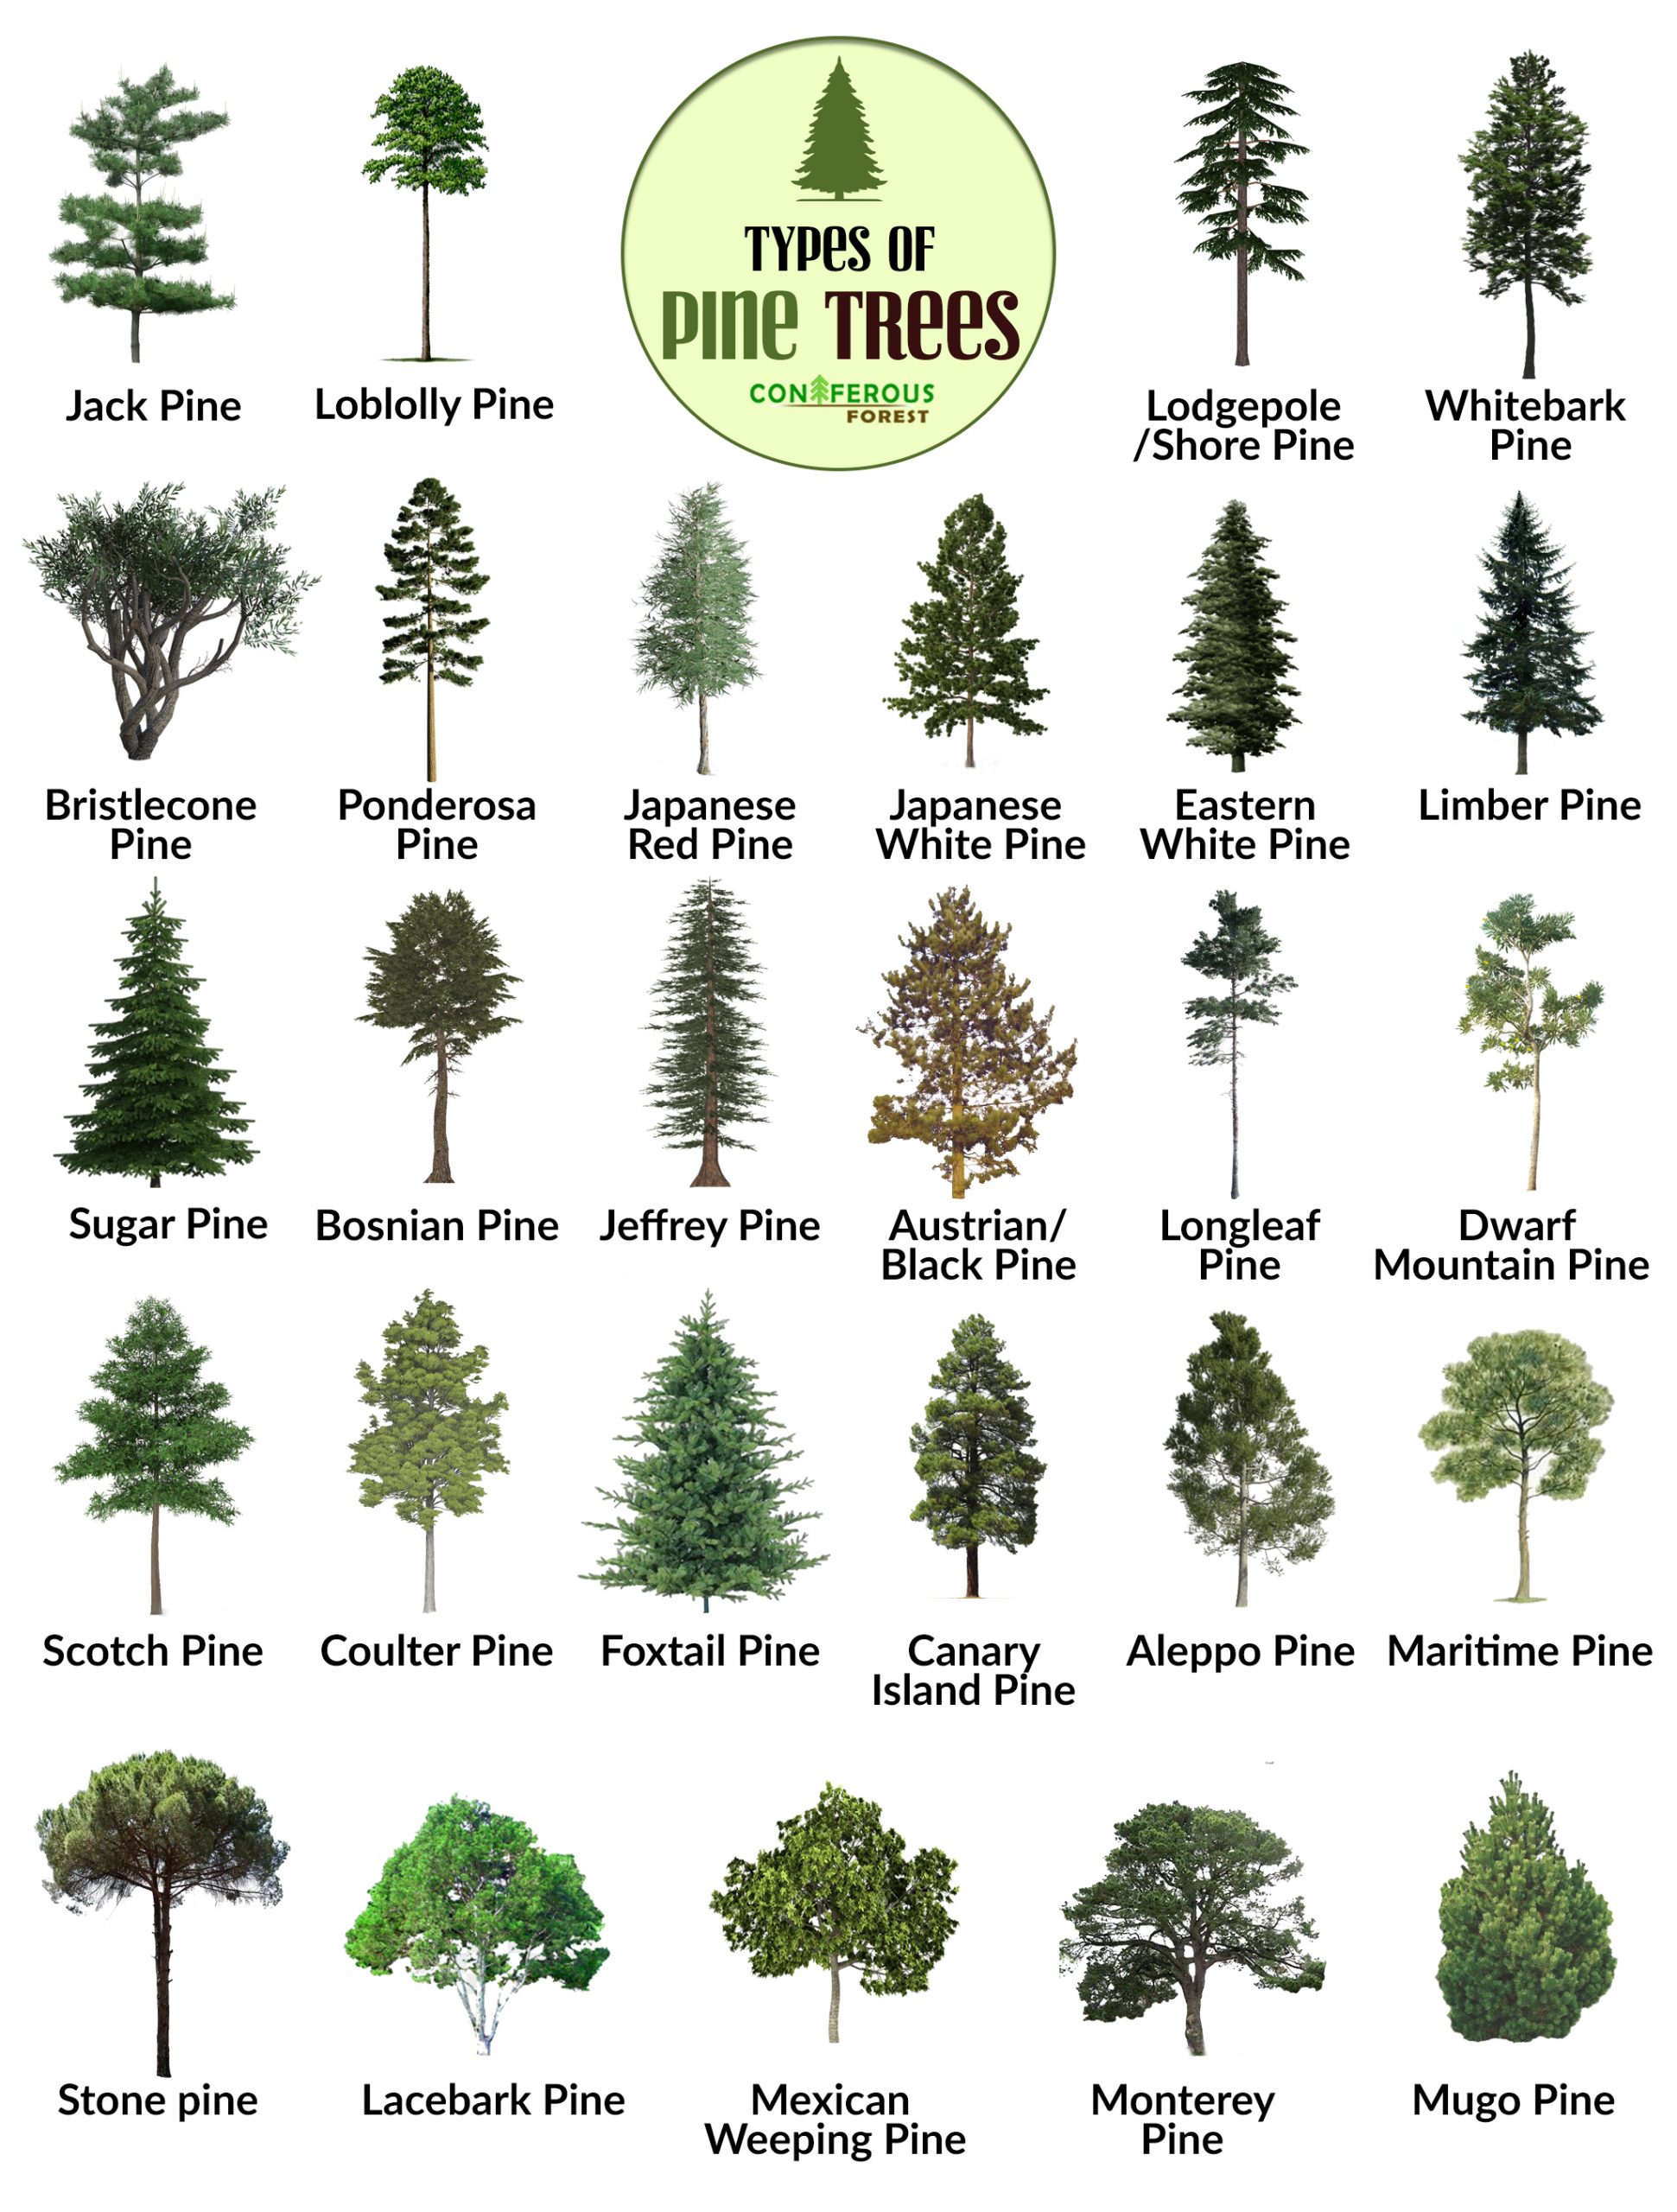 TYPES OF
PINE TREES
CONIFEROUS
FOREST
Jack Pine
Loblolly Pine
Lodgepole
/Shore Pine
Whitebark
Pine
Bristlecone
Pine
Ponderosa
Pine
Japanese
Red Pine
Japanese
White Pine
Eastern
White Pine
Limber Pine
Sugar Pine
Bosnian Pine
Jeffrey Pine
Austrian/
Black Pine
Longleaf
Pine
Dwarf
Mountain Pine
Scotch Pine
Coulter Pine
Foxtail Pine
Canary
Island Pine
Aleppo Pine
Maritime Pine
Stone pine
Lacebark Pine
Mexican
Weeping Pine
Monterey
Pine
Mugo Pine